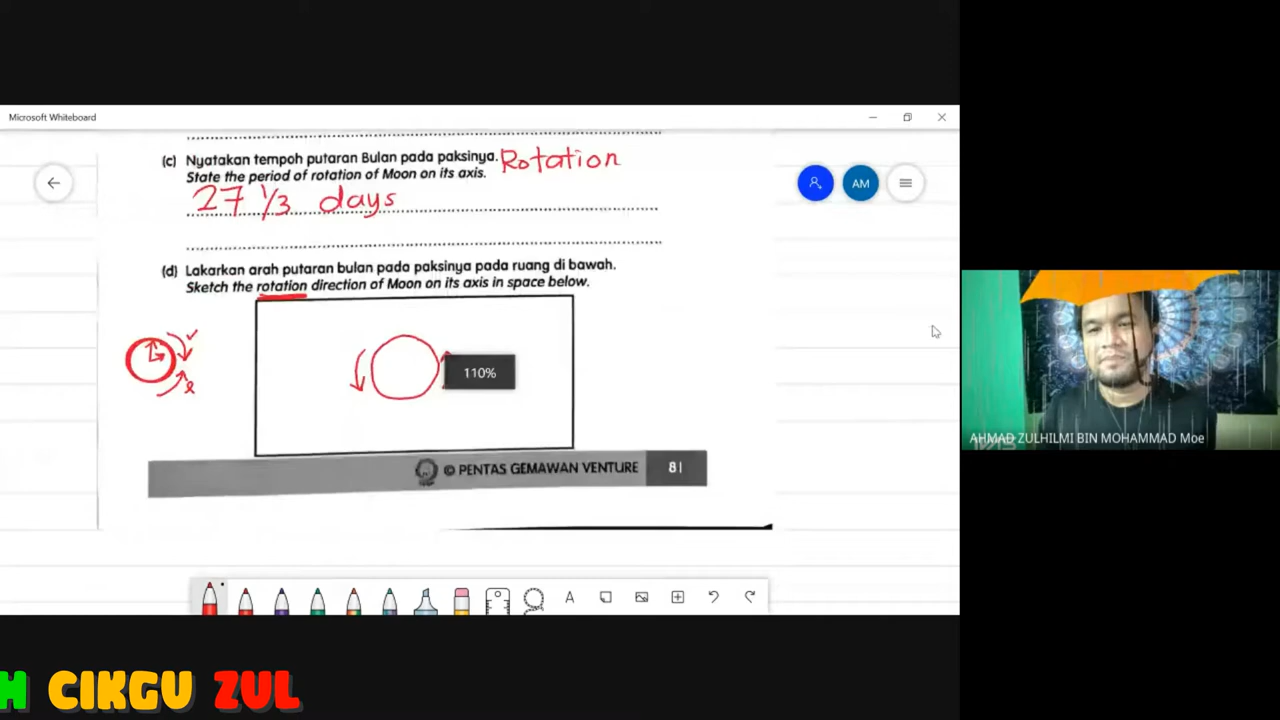 Microsoft Whiteboard
(c) Nyatakan tempoh putaran Bulan pada paksinya. Rotation
State the period of rotation of Moon on its axis.
27 1/3 days
(d) Lakarkan arah putaran bulan pada paksinya pada ruang di bawah.
Sketch the rotation direction of Moon on its axis in space below.
110%
© PENTAS GEMAWAN VENTURE 81
AM
A
AHMAD ZULHILMI BIN MOHAMMAD Moe
H CIKGU ZUL